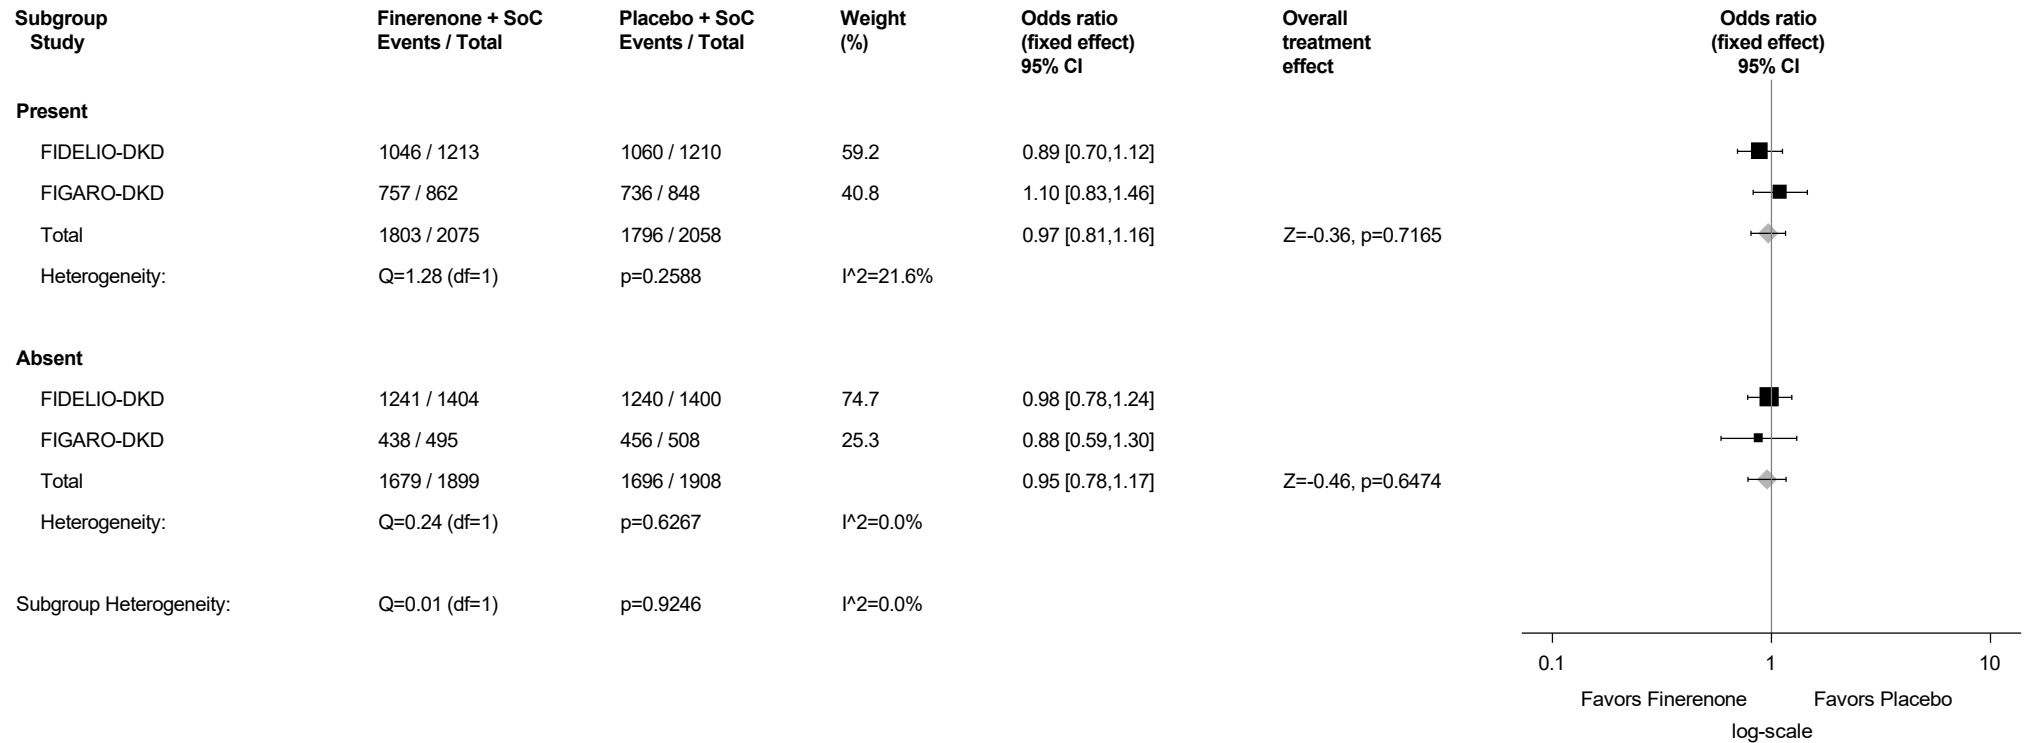 Subgroup Finerenone + SoC Placebo + SoC Weight Odds ratio Overall Odds ratio
Study Events / Total Events / Total (%) (fixed effect) treatment (fixed effect)
95% CI effect 95% CI
Present
FIDELIO-DKD 1046 / 1213 1060 / 1210 59.2 0.89 [0.70,1.12]
FIGARO-DKD 757 / 862 736 / 848 40.8 1.10 [0.83,1.46]
Total 1803 / 2075 1796 / 2058 0.97 [0.81,1.16] Z=-0.36, p=0.7165
Heterogeneity: Q=1.28 (df=1) p=0.2588 I^2=21.6%
Absent
FIDELIO-DKD 1241 / 1404 1240 / 1400 74.7 0.98 [0.78,1.24]
FIGARO-DKD 438 / 495 456 / 508 25.3 0.88 [0.59,1.30]
Total 1679 / 1899 1696 / 1908 0.95 [0.78,1.17] Z=-0.46, p=0.6474
Heterogeneity: Q=0.24 (df=1) p=0.6267 I^2=0.0%
Subgroup Heterogeneity: Q=0.01 (df=1) p=0.9246 I^2=0.0%
0.1 1 10
Favors Finerenone Favors Placebo
log-scale